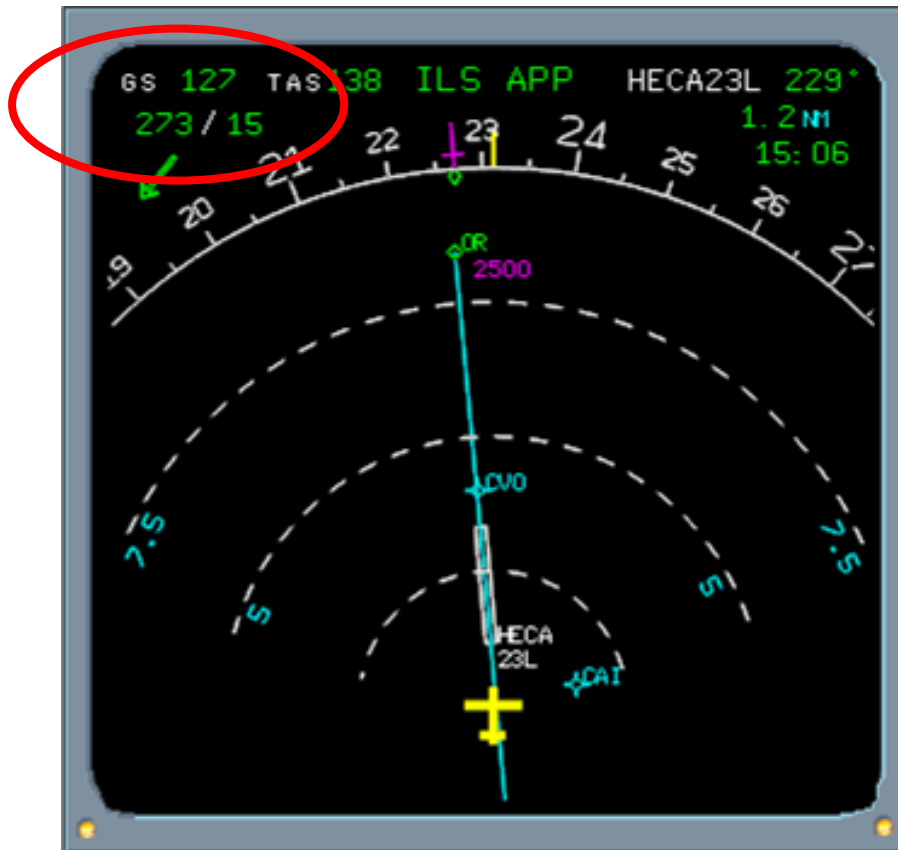 GS 127 TAS 138 ILS APP HECA23L 229°
273 / 15 1.2 NM
15:06
19 20 21 22 23 24 25 26 27
OR
2500
CVO
7.5 7.5
5 5
HECA
23L
CAI